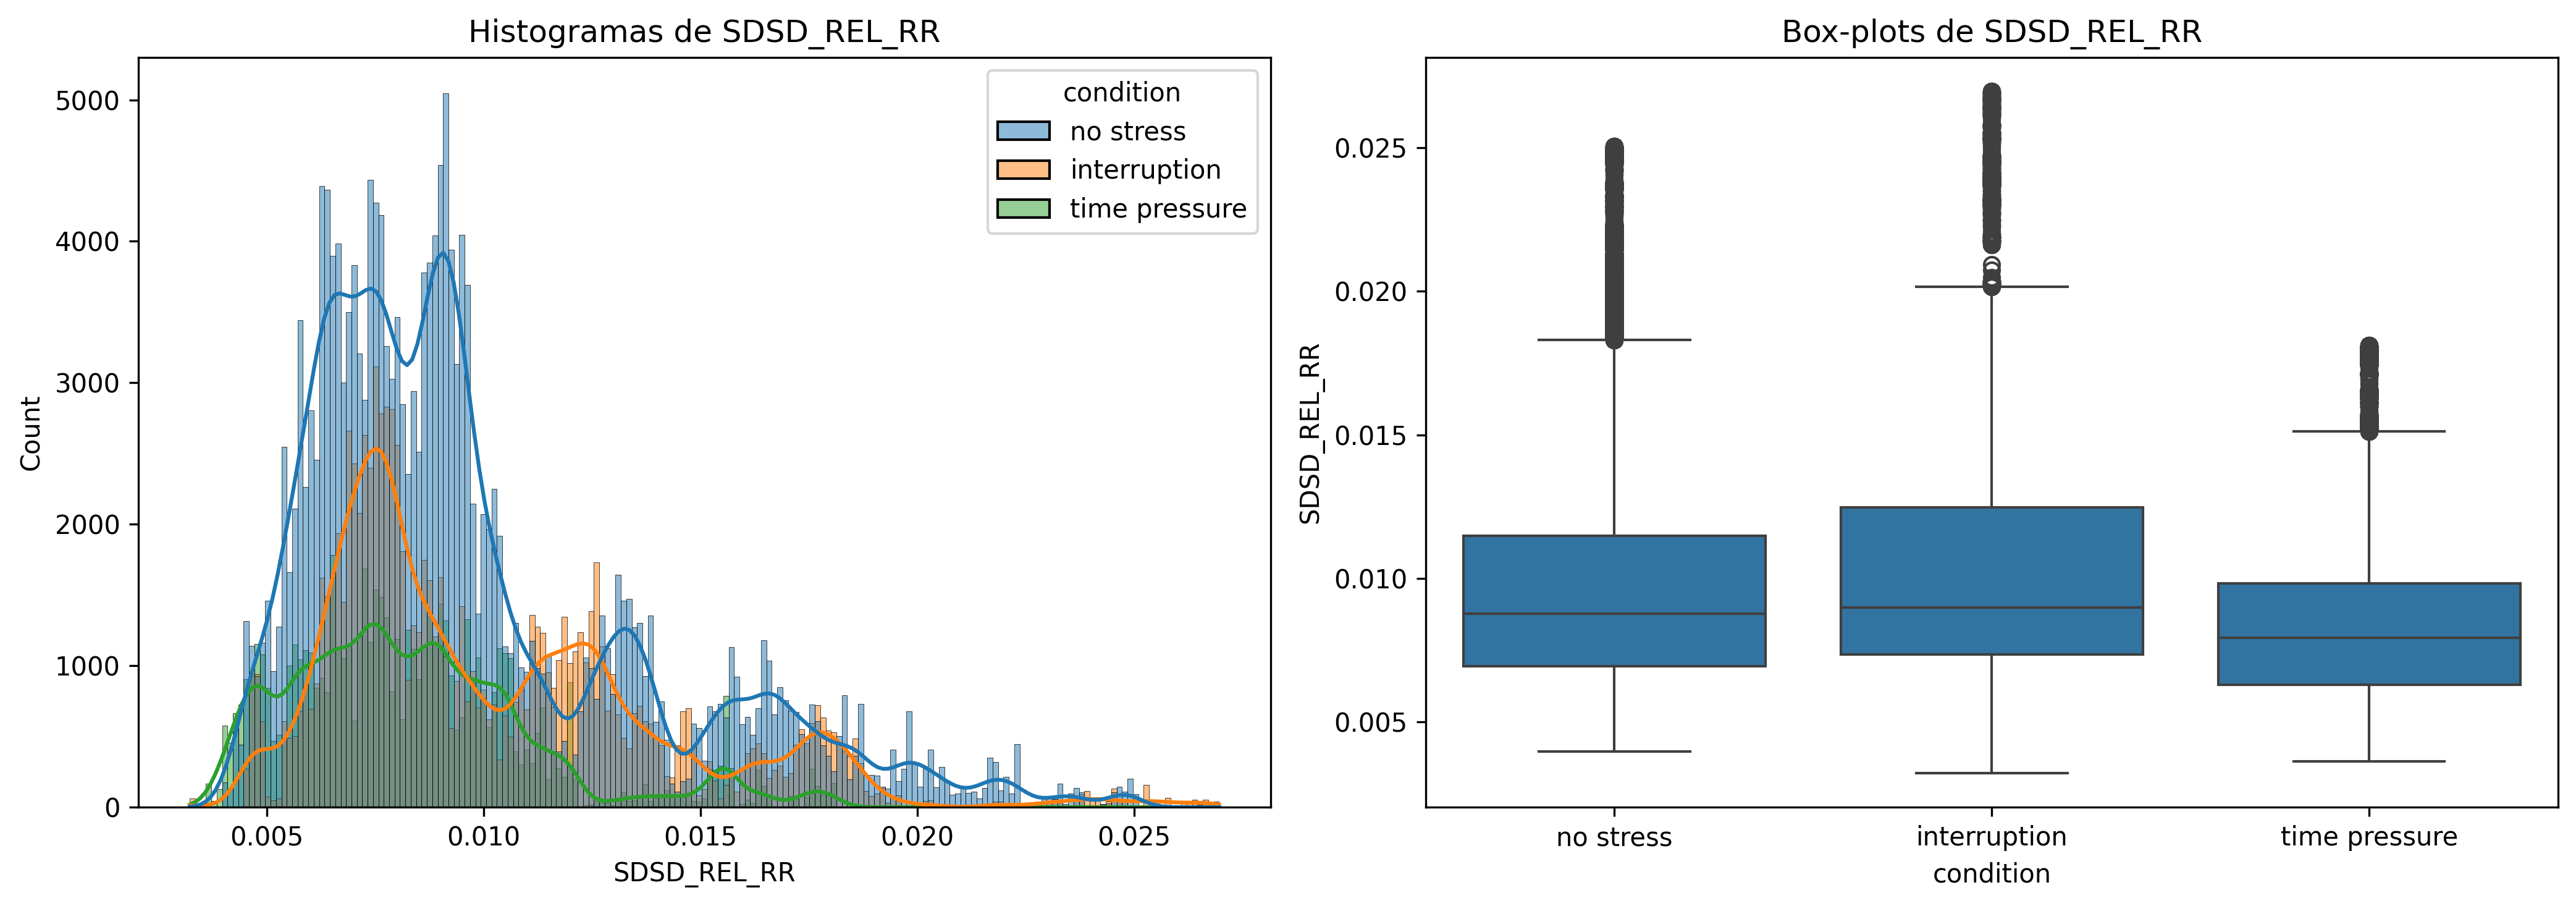 Histogramas de SDSD_REL_RR
condition
no stress
interruption
time pressure
5000
4000
3000
2000
1000
0
Count
0.005
0.010
0.015
0.020
0.025
SDSD_REL_RR
Box-plots de SDSD_REL_RR
0.025
0.020
0.015
0.010
0.005
SDSD_REL_RR
no stress
interruption
time pressure
condition